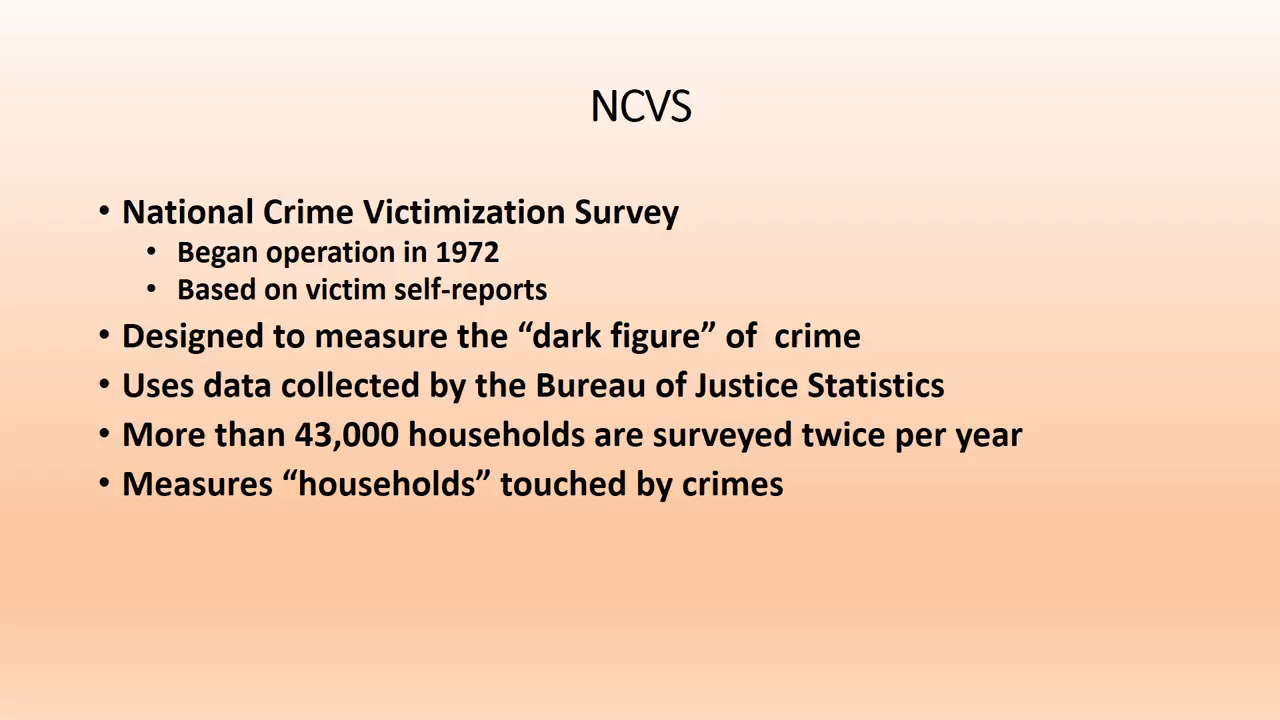 NCVS
• National Crime Victimization Survey
• Began operation in 1972
• Based on victim self-reports
• Designed to measure the “dark figure” of  crime
• Uses data collected by the Bureau of Justice Statistics
• More than 43,000 households are surveyed twice per year
• Measures “households” touched by crimes